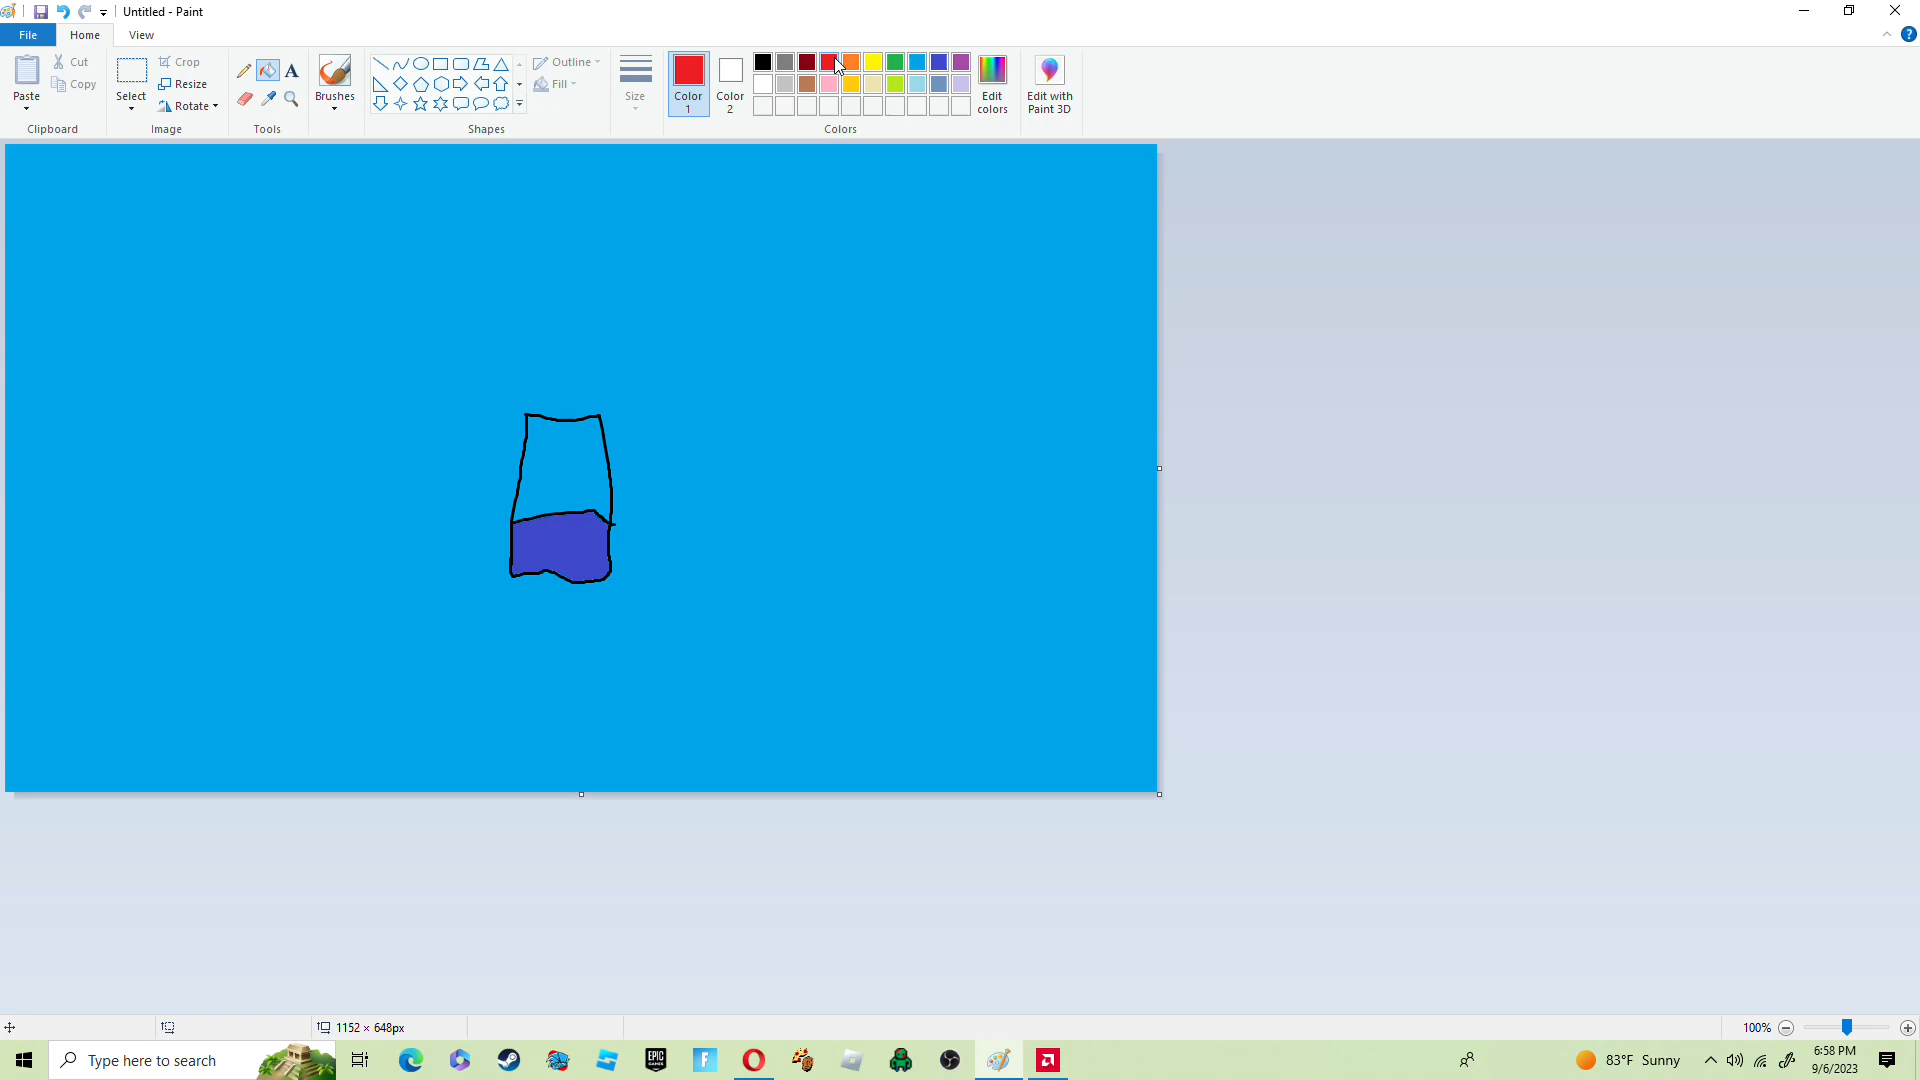 Untitled - Paint
File Home View
Paste
Cut
Copy
Clipboard
Select
Crop
Resize
Rotate
Image
A
Tools
Brushes
Shapes
Outline
Fill
Size
Color 1
Color 2
Colors
Edit colors
Edit with Paint 3D
?
1152 × 648px
100%
Type here to search
EPIC GAMES
F
83°F Sunny
6:58 PM
9/6/2023